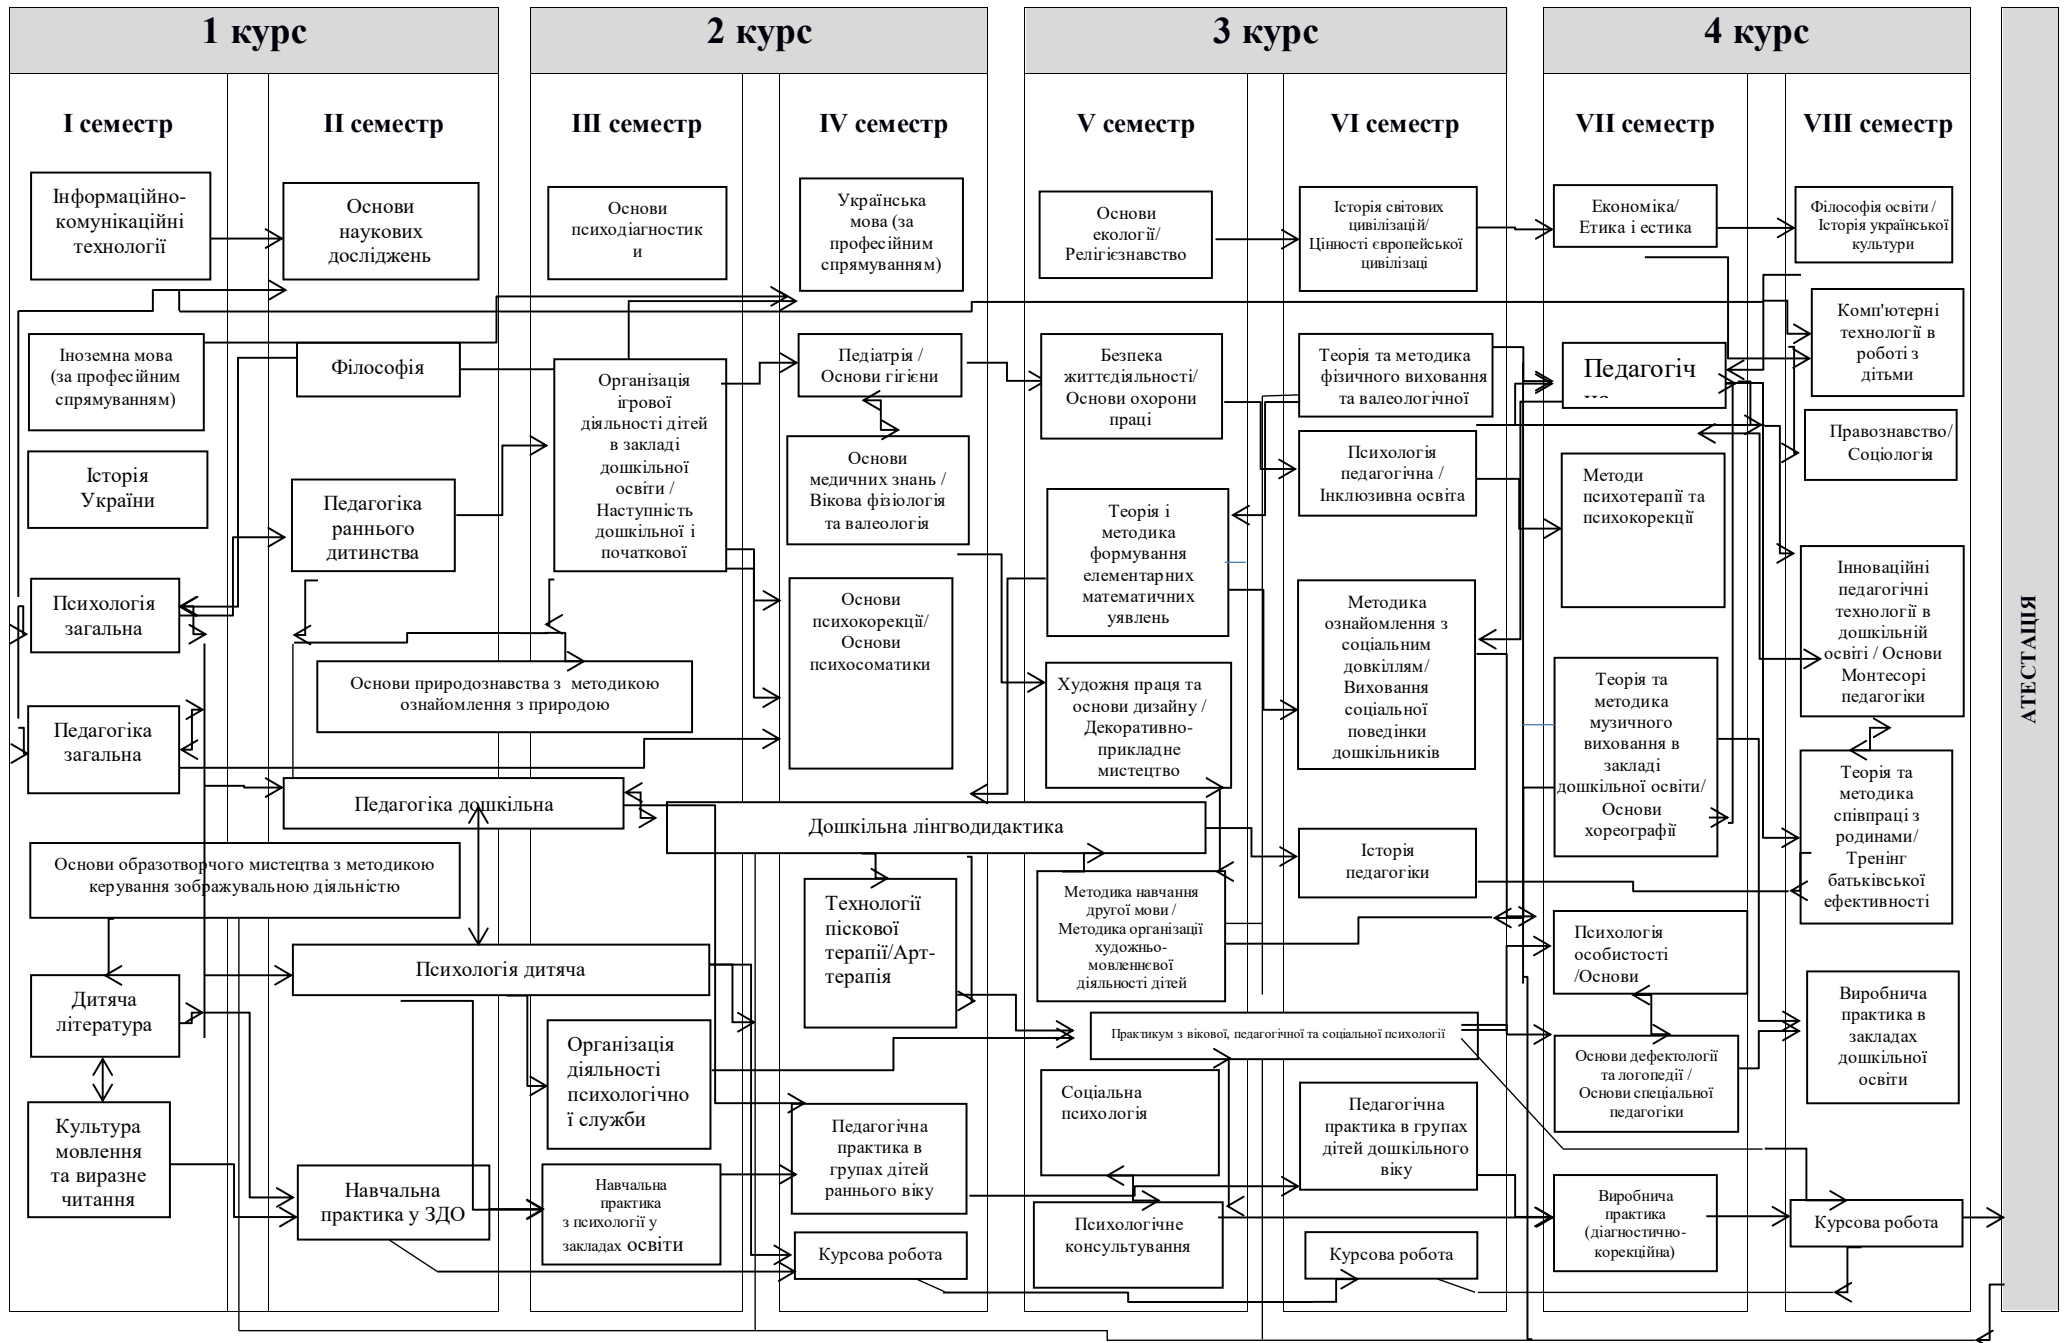 1 курс
2 курс
3 курс
4 курс
І семестр
ІІ семестр
ІІІ семестр
IV семестр
V семестр
VI семестр
VII семестр
VIII семестр
Інформаційно-
комунікаційні
технології
Іноземна мова
(за професійним
спрямуванням)
Історія
України
Психологія
загальна
Педагогіка
загальна
Основи образотворчого мистецтва з методикою
керування зображувальною діяльністю
Дитяча
література
Культура
мовлення
та виразне
читання
Основи
наукових
досліджень
Філософія
Педагогіка
раннього
дитинства
Основи природознавства з методикою
ознайомлення з природою
Педагогіка дошкільна
Психологія дитяча
Навчальна
практика у ЗДО
Основи
психодіагностик
и
Організація
ігрової
діяльності дітей
в закладі
дошкільної
освіти /
Наступність
дошкільної і
початкової
Організація
діяльності
психологічно
ї служби
Навчальна
практика
з психології у
закладах освіти
Українська
мова (за
професійним
спрямуванням)
Педіатрія /
Основи гігієни
Основи
медичних знань /
Вікова фізіологія
та валеологія
Основи
психокорекції/
Основи
психосоматики
Дошкільна лінгводидактика
Технології
піскової
терапії/Арт-
терапія
Педагогічна
практика в
групах дітей
раннього віку
Курсова робота
Основи
екології/
Релігієзнавство
Безпека
життєдіяльності/
Основи охорони
праці
Теорія і
методика
формування
елементарних
математичних
уявлень
Художня праця та
основи дизайну /
Декоративно-
прикладне
мистецтво
Методика навчання
другої мови /
Методика організації
художньо-
мовленнєвої
діяльності дітей
Практикум з вікової, педагогічної та соціальної психології
Соціальна
психологія
Психологічне
консультування
Історія світових
цивілізацій/
Цінності європейської
цивілізаці
Теорія та методика
фізичного виховання
та валеологічної
Психологія
педагогічна /
Інклюзивна освіта
Методика
ознайомлення з
соціальним
довкіллям/
Виховання
соціальної
поведінки
дошкільників
Історія
педагогіки
Педагогічна
практика в групах
дітей дошкільного
віку
Курсова робота
Економіка/
Етика і естика
Педагогіч
Методи
психотерапії та
психокорекції
Теорія та
методика
музичного
виховання в
закладі
дошкільної освіти/
Основи
хореографії
Психологія
особистості
/Основи
Основи дефектології
та логопедії /
Основи спеціальної
педагогіки
Виробнича
практика
(діагностично-
корекційна)
Філософія освіти /
Історія української
культури
Комп'ютерні
технології в
роботі з
дітьми
Правознавство/
Соціологія
Інноваційні
педагогічні
технології в
дошкільній
освіті / Основи
Монтесорі
педагогіки
Теорія та
методика
співпраці з
родинами/
Тренінг
батьківської
ефективності
Виробнича
практика в
закладах
дошкільної
освіти
Курсова робота
АТЕСТАЦІЯ